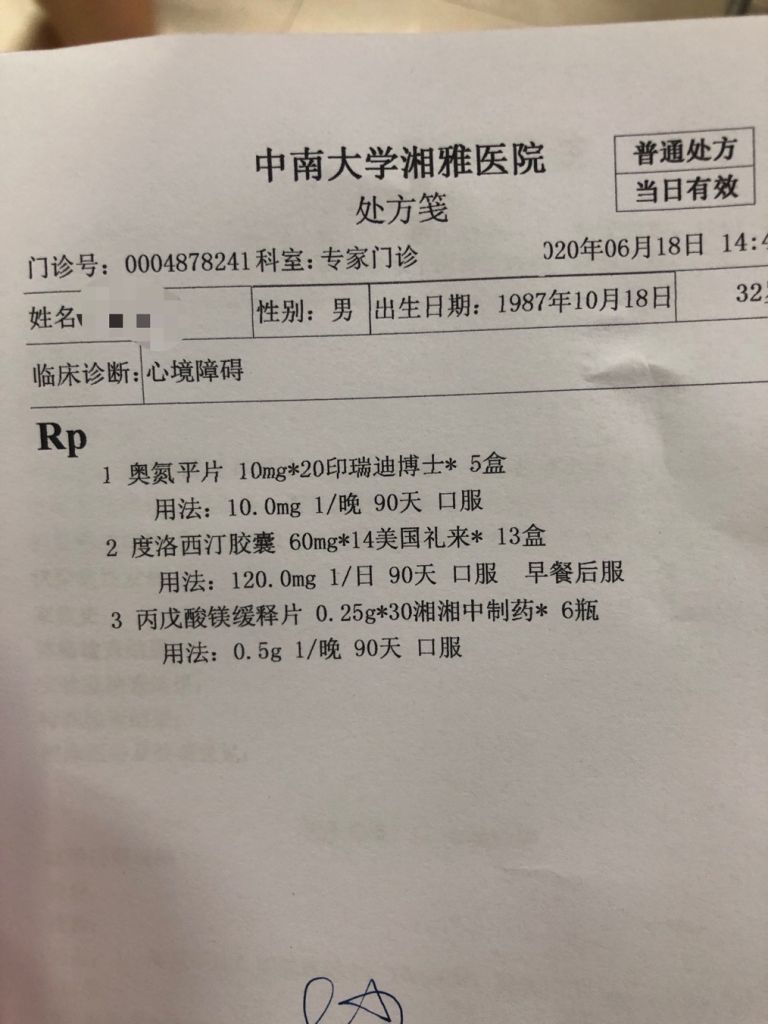 中南大学湘雅医院
普通处方
当日有效
处方笺
门诊号：0004878241 科室：专家门诊 020年06月18日 14:4
姓名 性别：男 出生日期：1987年10月18日 32
临床诊断：心境障碍
Rp
1 奥氮平片 10mg*20印瑞迪博士* 5盒
用法：10.0mg 1/晚 90天 口服
2 度洛西汀胶囊 60mg*14美国礼来* 13盒
用法：120.0mg 1/日 90天 口服 早餐后服
3 丙戊酸镁缓释片 0.25g*30湘湘中制药* 6瓶
用法：0.5g 1/晚 90天 口服